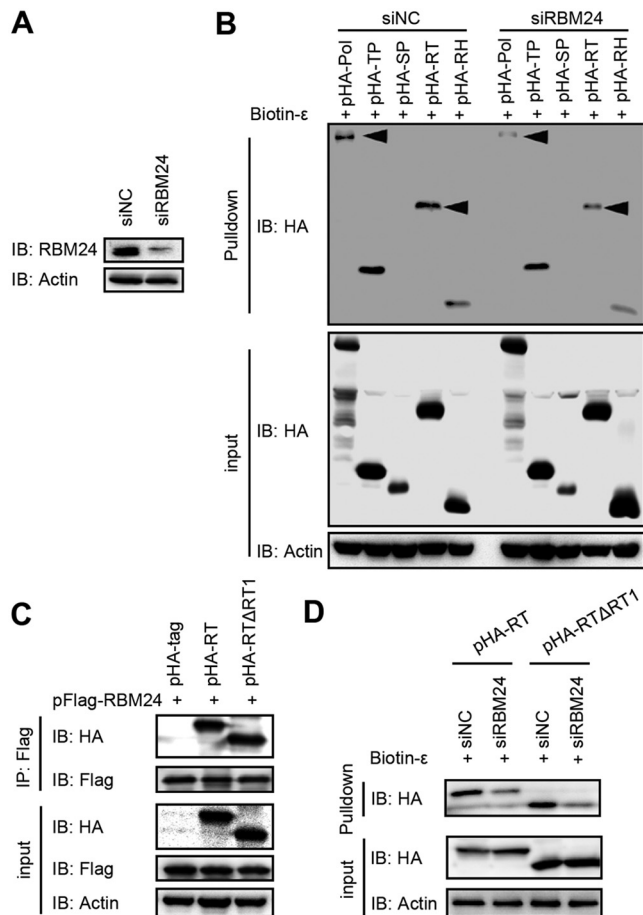 A
siNC
siRBM24
IB: RBM24
IB: Actin
B
siNC siRBM24
pHA-Pol pHA-TP pHA-SP pHA-RT pHA-RH pHA-Pol pHA-TP pHA-SP pHA-RT pHA-RH
Biotin-ε + + + + + + + + + +
Pulldown
IB: HA
input
IB: HA
IB: Actin
C
pHA-tag pHA-RT pHA-RTΔRT1
pFlag-RBM24 + + +
IP: Flag
IB: HA
IB: Flag
input
IB: HA
IB: Flag
IB: Actin
D
pHA-RT pHA-RTΔRT1
siNC siRBM24 siNC siRBM24
Biotin-ε + + + +
Pulldown
IB: HA
input
IB: HA
IB: Actin